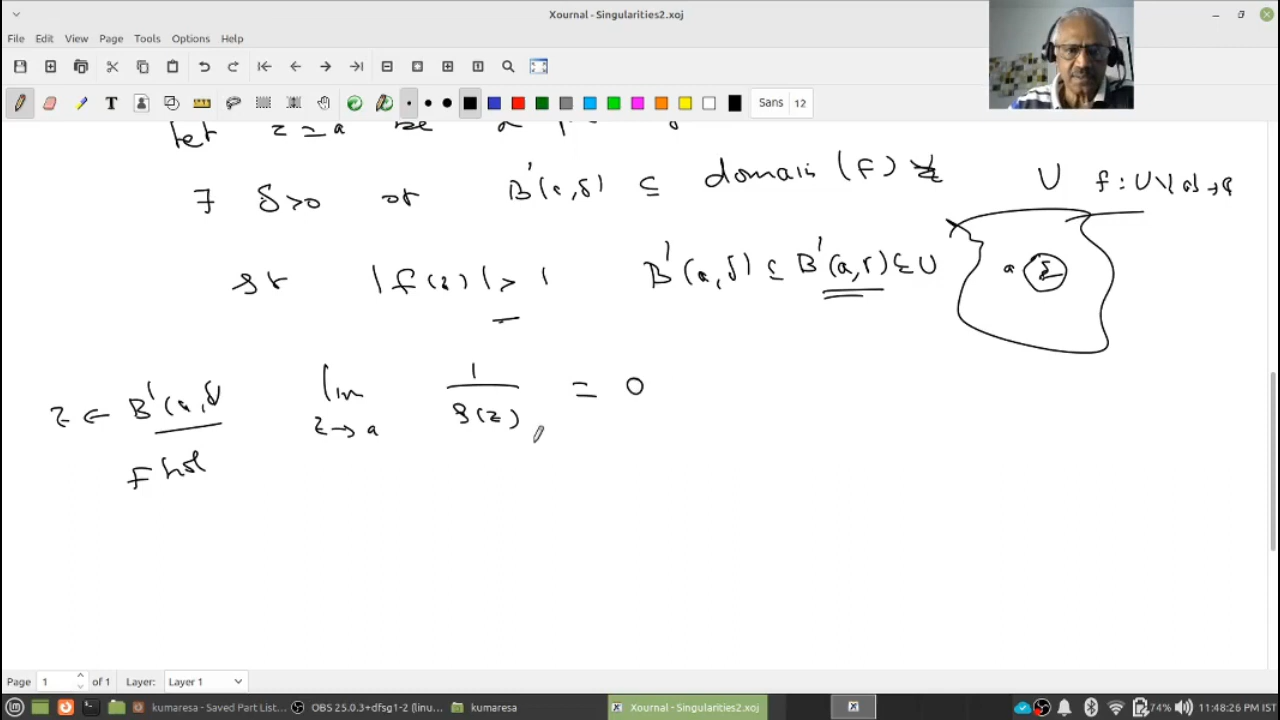 Xournal - Singularities2.xoj
File Edit View Page Tools Options Help
Sans 12
Let z = a be a
∃ δ>0 st B'(a,δ) ⊆ domain (f)
U f : U \ {a} → ℂ
st |f(z)| > 1 B'(a,δ) ⊆ B'(a,r) ⊆ U
a δ
z ∈ B'(a,δ lim z→a 1/f(z) = 0
f hol
Page 1 of 1 Layer: Layer 1
kumaresa - Saved Part List... OBS 25.0.3+dfsg1-2 (linu... kumaresa Xournal - Singularities2.xoj 74% 11:48:26 PM IST